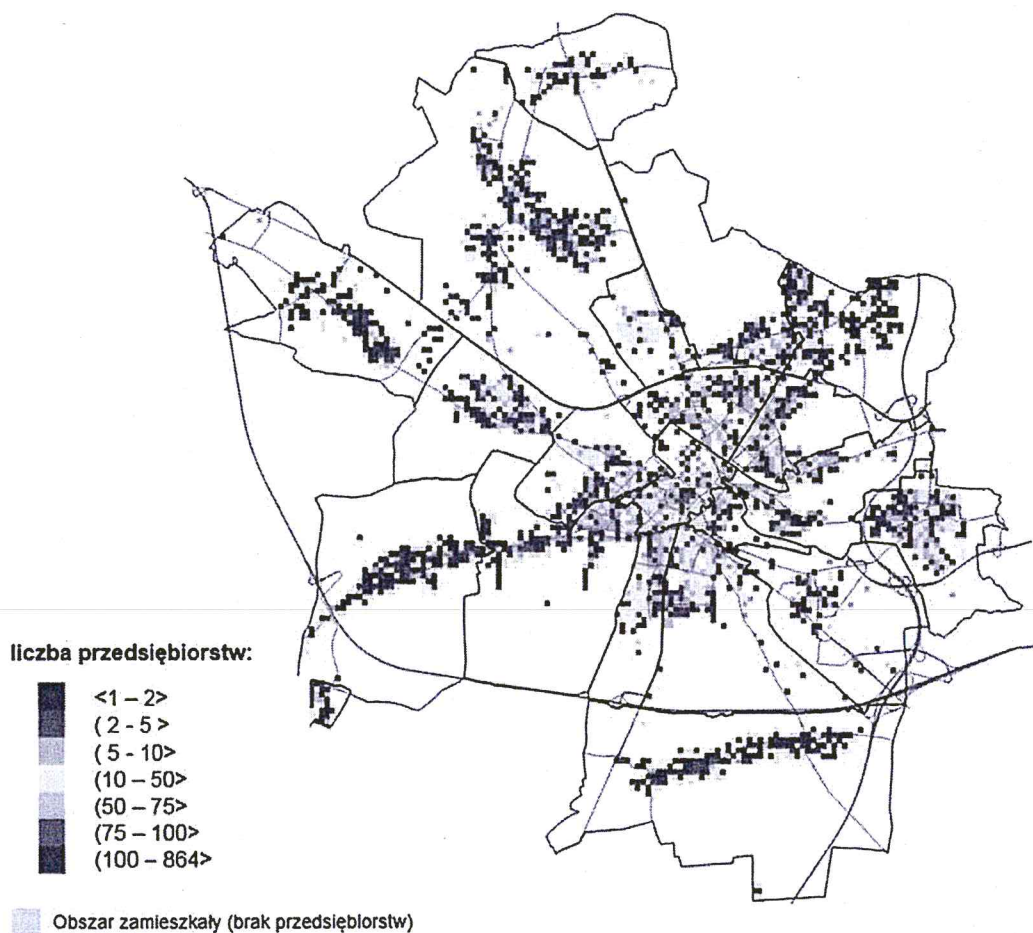 liczba przedsiębiorstw:
<1 – 2>
( 2 - 5 >
( 5 - 10>
(10 – 50>
(50 – 75>
(75 – 100>
(100 – 864>
Obszar zamieszkały (brak przedsiębiorstw)